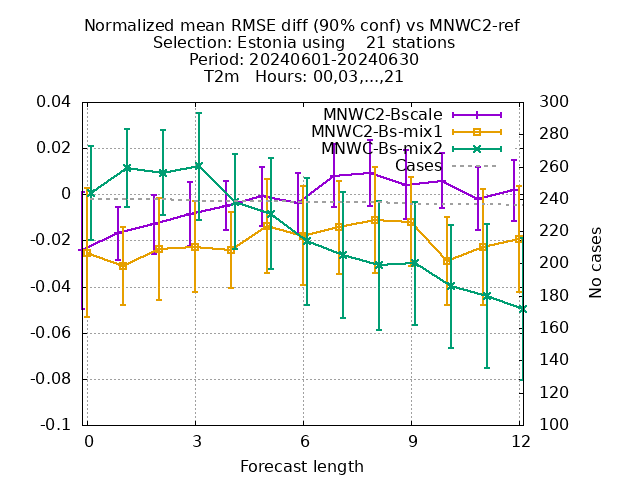 Normalized mean RMSE diff (90% conf) vs MNWC2-ref
Selection: Estonia using    21 stations
Period: 20240601-20240630
T2m   Hours: 00,03,...,21
MNWC2-Bscale
MNWC2-Bs-mix1
MNWC-Bs-mix2
Cases
0.04
0.02
0
-0.02
-0.04
-0.06
-0.08
-0.1
300
280
260
240
220
200
180
160
140
120
100
No cases
0
3
6
9
12
Forecast length